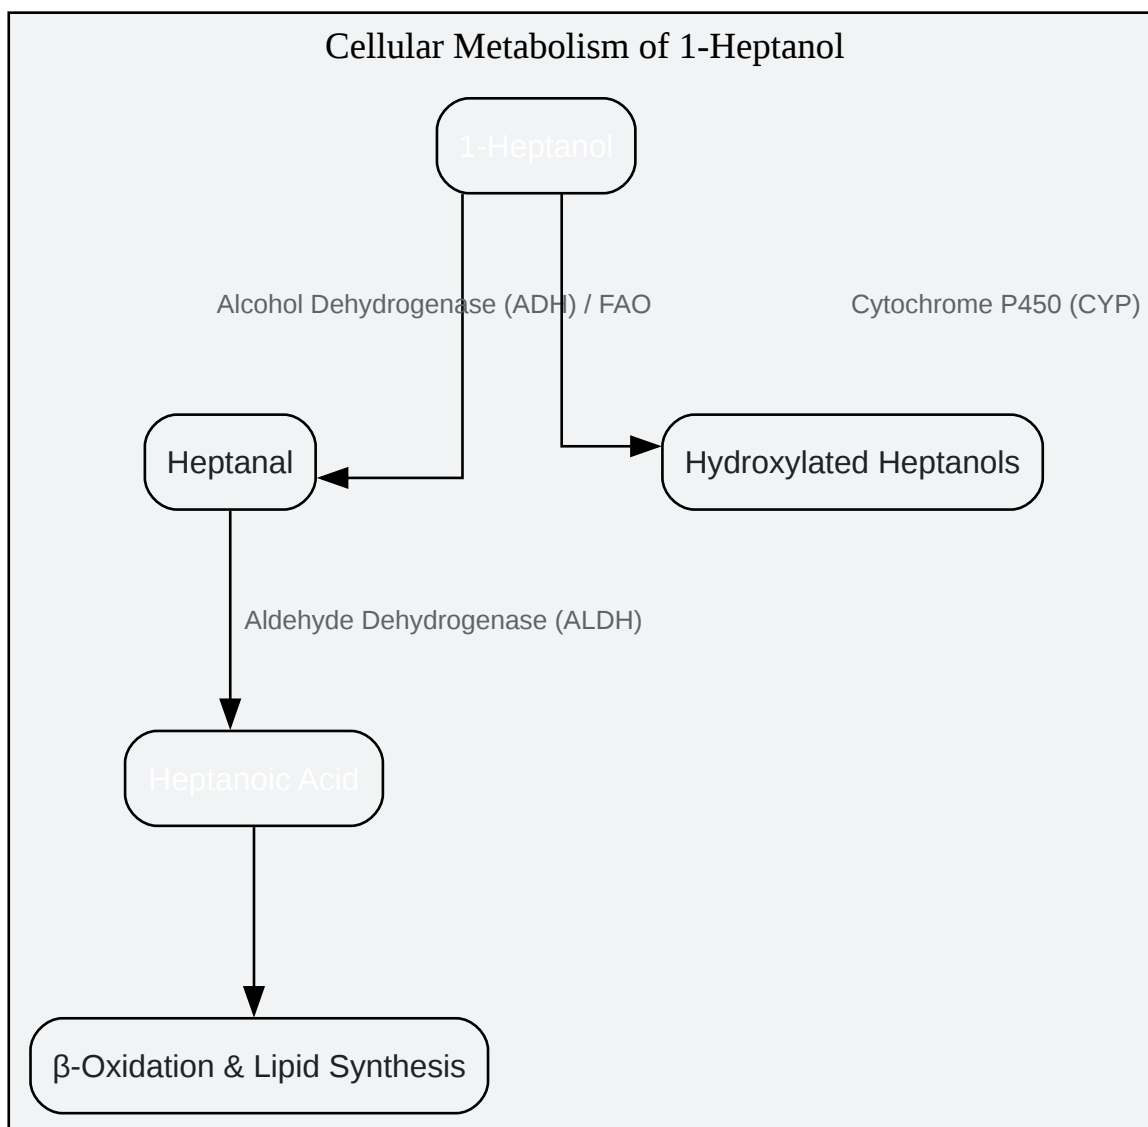 Cellular Metabolism of 1-Heptanol
1-Heptanol
Alcohol Dehydrogenase (ADH) / FAO
Cytochrome P450 (CYP)
Heptanal
Hydroxylated Heptanols
Aldehyde Dehydrogenase (ALDH)
Heptanoic Acid
β-Oxidation & Lipid Synthesis